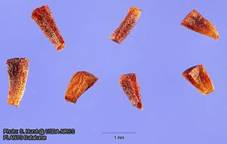 1 mm
Photo: S. Hurst @ USDA-NRCS
PLANTS Database